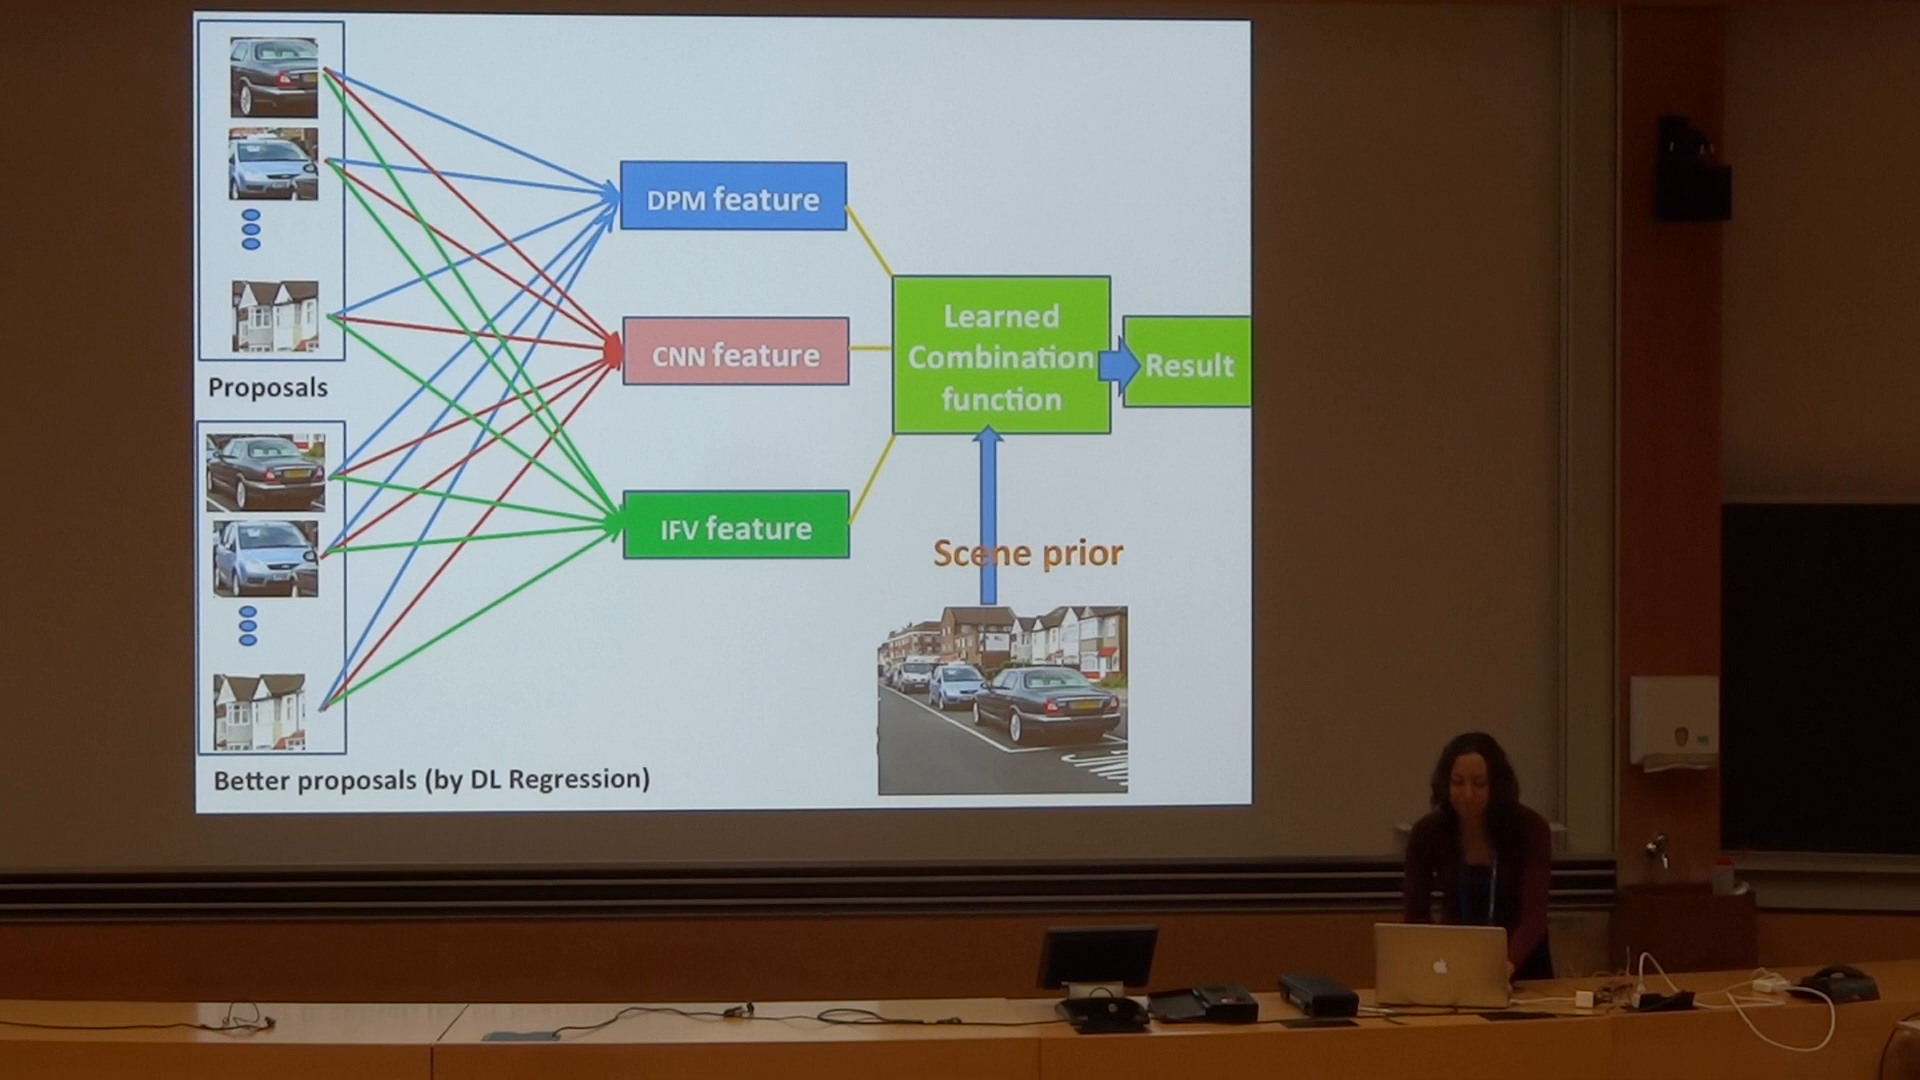 DPM feature
CNN feature
IFV feature
Learned
Combination
function
Result
Proposals
Scene prior
Better proposals (by DL Regression)